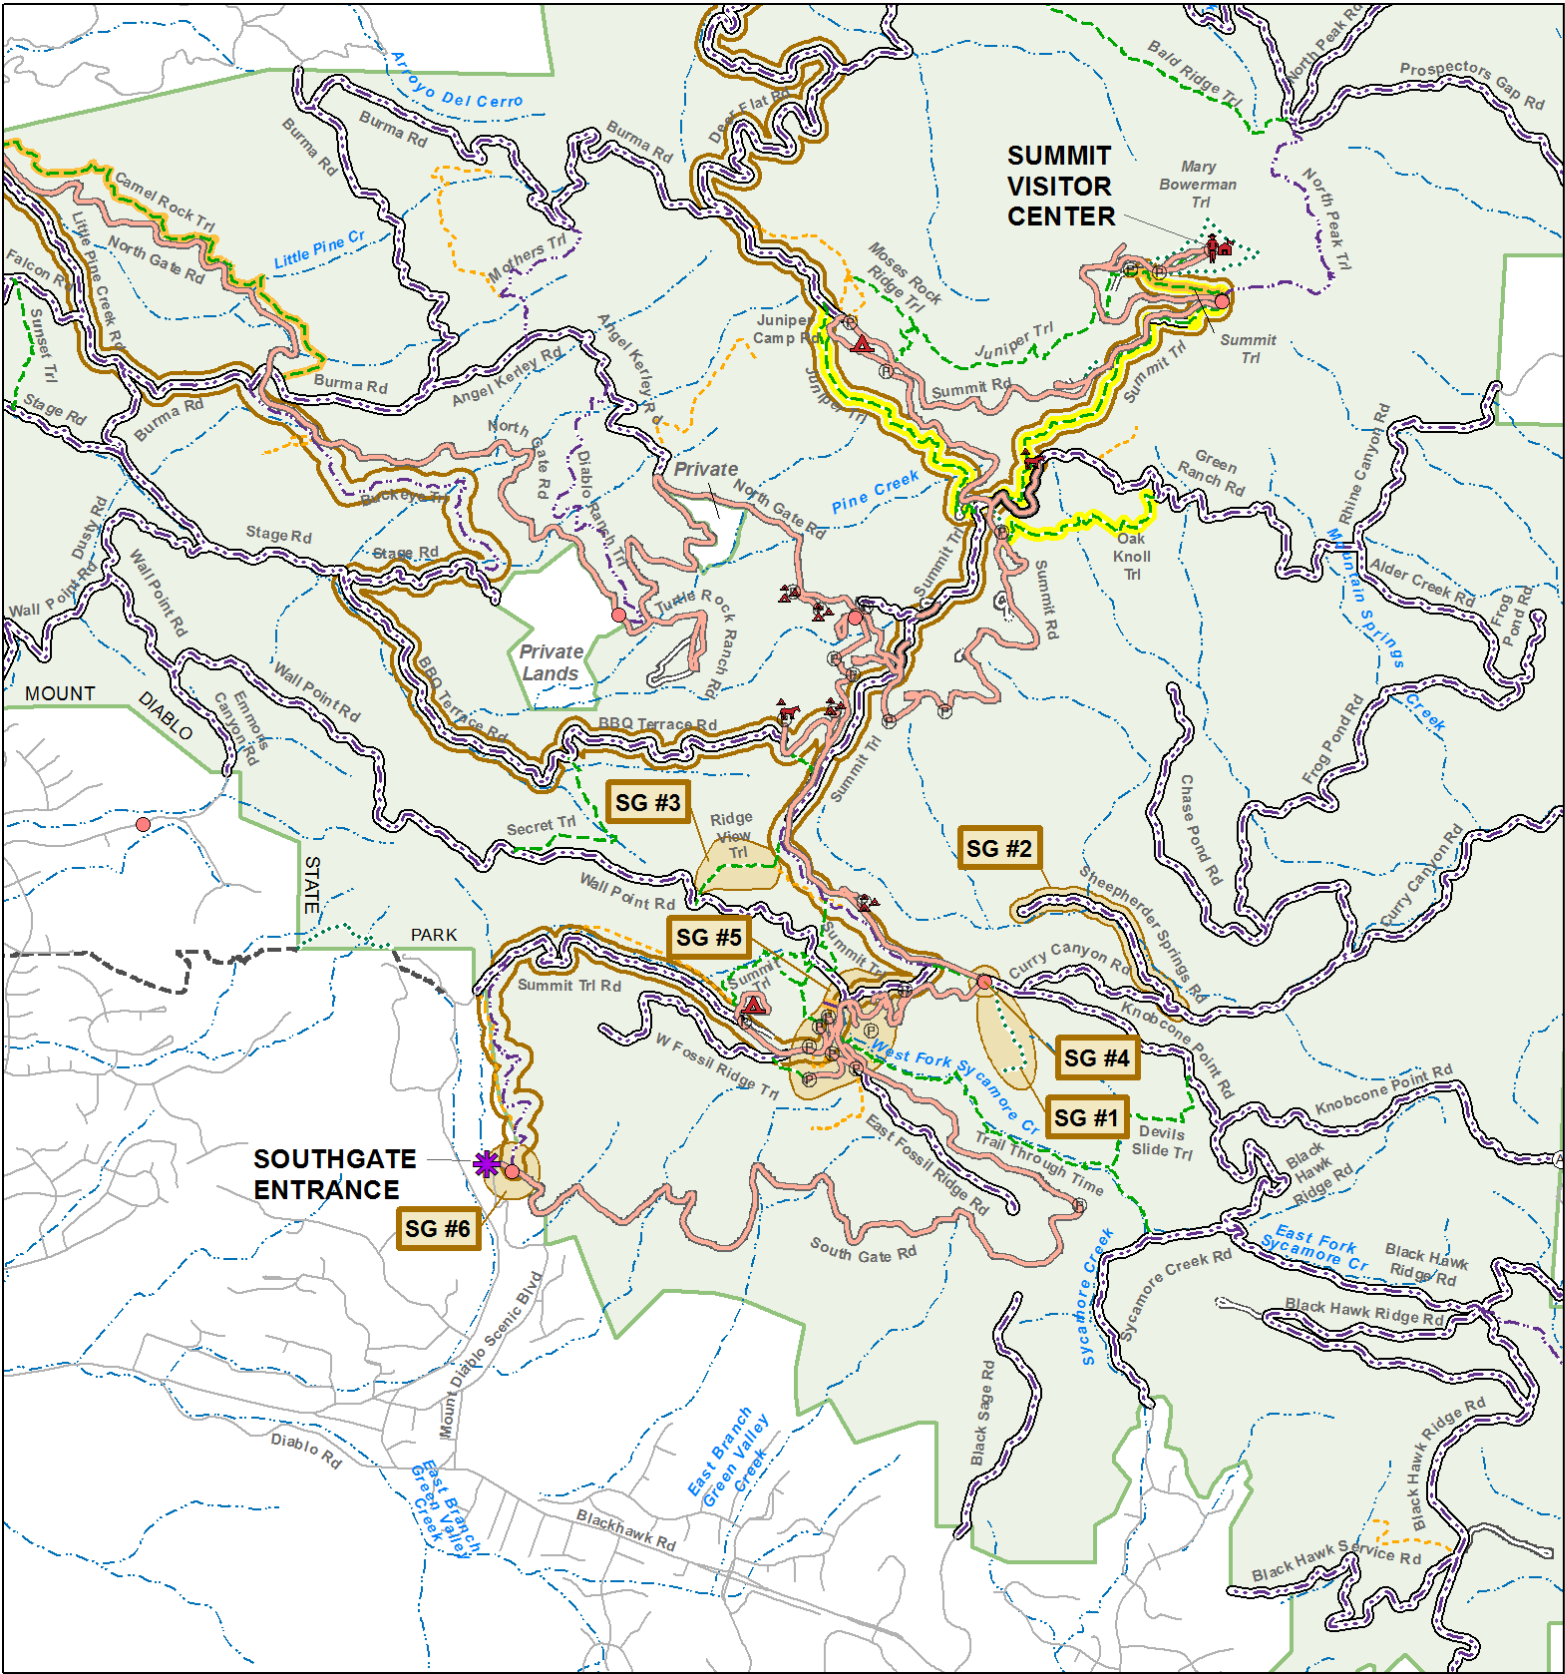 Arroyo Del Cerro
Burma Rd
Burma Rd
Burma Rd
Deer Flat Rd
Bald Ridge Trl
North Peak Rd
Prospectors Gap Rd
SUMMIT
VISITOR
CENTER
Mary
Bowerman
Trl
North Peak Trl
Camel Rock Trl
North Gate Rd
Little Pine Cr
Little Pine Creek Rd
Falcon Rd
Sunset Trl
Mothers Trl
Moses Rock
Ridge Trl
Juniper
Camp Rd
Juniper Trl
Juniper Trl
Summit Rd
Summit Trl
Summit
Trl
Angel Kerley Rd
Angel Kerley Rd
Burma Rd
Burma Rd
Stage Rd
North Gate Rd
Diablo Ranch Trl
Buckeye Trl
Private
North Gate Rd
Pine Creek
Green
Ranch Rd
Rhine Canyon Rd
Oak
Knoll
Trl
Mountain Springs Creek
Alder Creek Rd
Frog
Pond Rd
Dusty Rd
Stage Rd
Stage Rd
Wall Point Rd
Wall Point Rd
Turtle Rock Ranch Rd
Summit Trl
Summit Rd
Private
Lands
MOUNT
DIABLO
STATE
PARK
Emmons
Canyon Rd
Wall Point Rd
BBQ Terrace Rd
BBQ Terrace Rd
Summit Trl
Frog Pond Rd
Chase Pond Rd
Curry Canyon Rd
SG #3
Ridge
View
Trl
Secret Trl
SG #2
Sheepherder Springs Rd
Wall Point Rd
SG #5
Summit Trl
Summit
Trl
Curry Canyon Rd
Summit Trl Rd
Knobcone Point Rd
W Fossil Ridge Trl
West Fork Sycamore Cr
SG #4
SG #1
Knobcone Point Rd
Devils
Slide Trl
East Fossil Ridge Rd
Trail Through Time
Black
Hawk
Ridge Rd
SOUTHGATE
ENTRANCE
SG #6
South Gate Rd
Sycamore Creek
Sycamore Creek Rd
East Fork
Sycamore Cr
Black Hawk
Ridge Rd
Black Hawk Ridge Rd
Mount Diablo Scenic Blvd
Black Sage Rd
Black Hawk Ridge Rd
Diablo Rd
East Branch
Green Valley
Creek
East Branch
Green Valley
Creek
Blackhawk Rd
Black Hawk Service Rd